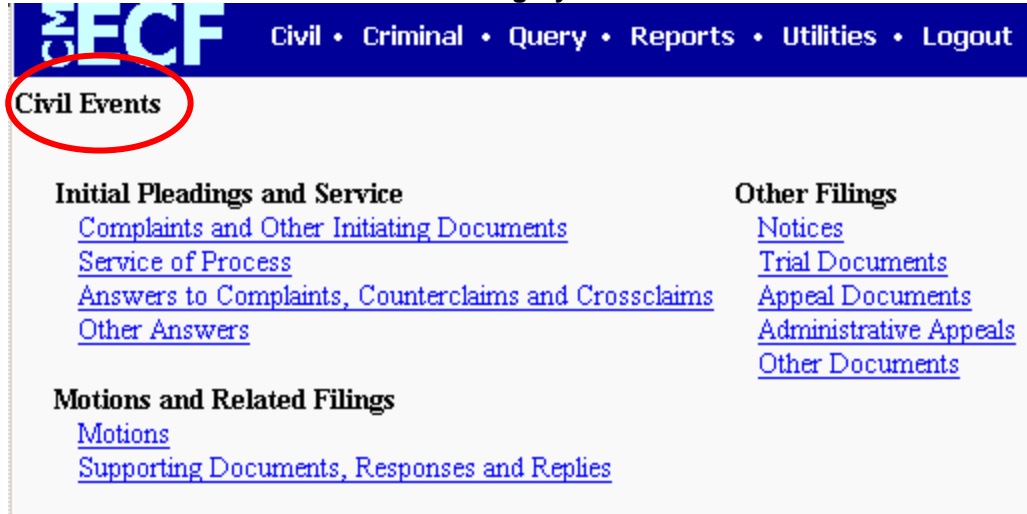 CM ECF Civil • Criminal • Query • Reports • Utilities • Logout
Civil Events
Initial Pleadings and Service
Complaints and Other Initiating Documents
Service of Process
Answers to Complaints, Counterclaims and Crossclaims
Other Answers
Motions and Related Filings
Motions
Supporting Documents, Responses and Replies
Other Filings
Notices
Trial Documents
Appeal Documents
Administrative Appeals
Other Documents